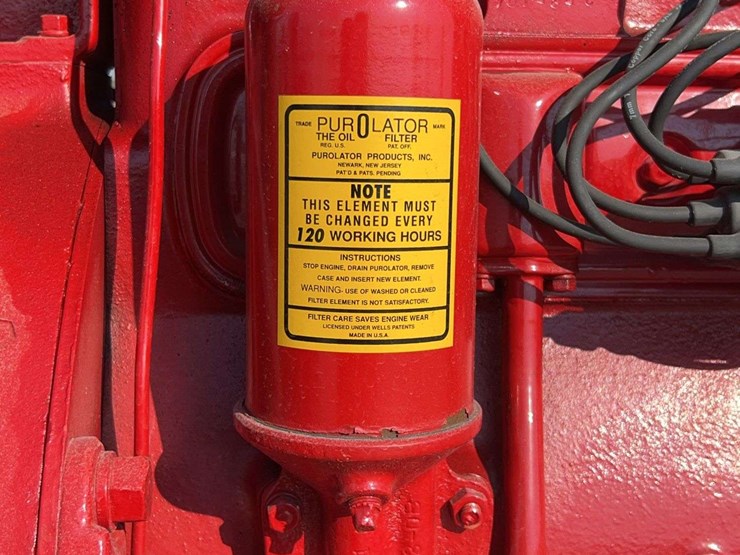 TRADE PUROLATOR MARK
THE OIL FILTER
REG. U.S. PAT. OFF.
PUROLATOR PRODUCTS, INC.
NEWARK, NEW JERSEY
PAT'D & PATS. PENDING
NOTE
THIS ELEMENT MUST
BE CHANGED EVERY
120 WORKING HOURS
INSTRUCTIONS
STOP ENGINE, DRAIN PUROLATOR, REMOVE
CASE AND INSERT NEW ELEMENT.
WARNING- USE OF WASHED OR CLEANED
FILTER ELEMENT IS NOT SATISFACTORY.
FILTER CARE SAVES ENGINE WEAR
LICENSED UNDER WELLS PATENTS
MADE IN U.S.A.